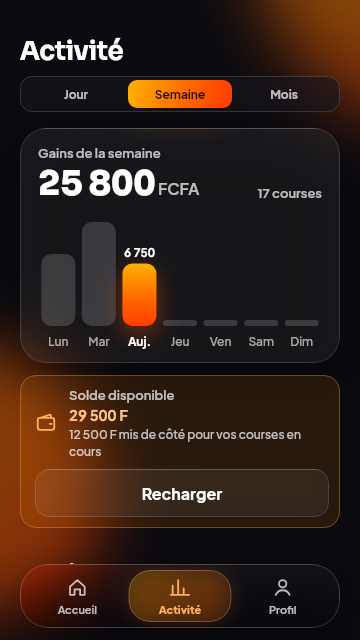 Activité
Jour Semaine Mois
Gains de la semaine
25 800 FCFA 17 courses
6 750
Lun Mar Auj. Jeu Ven Sam Dim
Solde disponible
29 500 F
12 500 F mis de côté pour vos courses en
cours
Recharger
Accueil Activité Profil